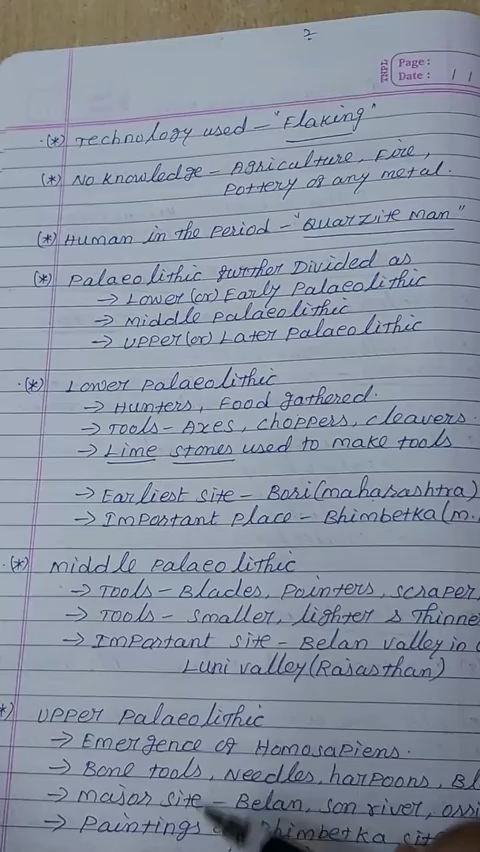 TNPL
Page:
Date: / /
(*) Technology used - "Flaking"
(*) No Knowledge - Agriculture, Fire,
Pottery of any metal.
(*) Human in the period - "Quarzite man"
(*) Palaeolithic further Divided as
→ Lower (or) Early Palaeolithic
→ Middle Palaeolithic
→ Upper (or) Later Palaeolithic
(*) Lower Palaeolithic
→ Hunters, Food gathered.
→ Tools - Axes, choppers, cleavers.
→ Lime stones used to make tools
→ Earliest site - Bori (maharashtra)
→ Important place - Bhimbetka (m.
(*) Middle Palaeolithic
→ Tools - Blades, Pointers, scraper,
→ Tools - smaller, lighter & Thinne
→ Important site - Belan valley in
Luni valley (Rajasthan)
*) Upper Palaeolithic
→ Emergence of Homosapiens.
→ Bone tools, Needles, harpoons, Bl
→ Major site - Belan, son river,
→ Paintings Bhimbetka